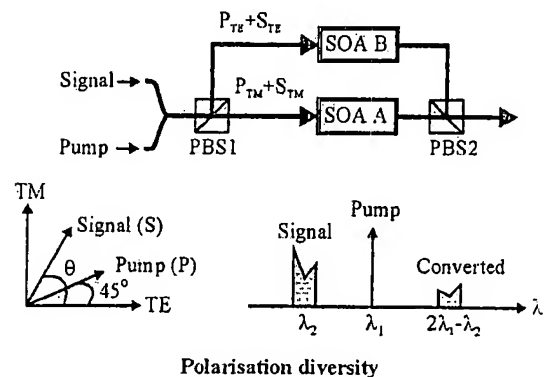 P_TE+S_TE
SOA B
Signal
P_TM+S_TM
SOA A
Pump
PBS1
PBS2
TM
Signal (S)
θ
Pump (P)
45°
TE
Signal
Pump
Converted
λ₂
λ₁
2λ₁-λ₂
λ
Polarisation diversity